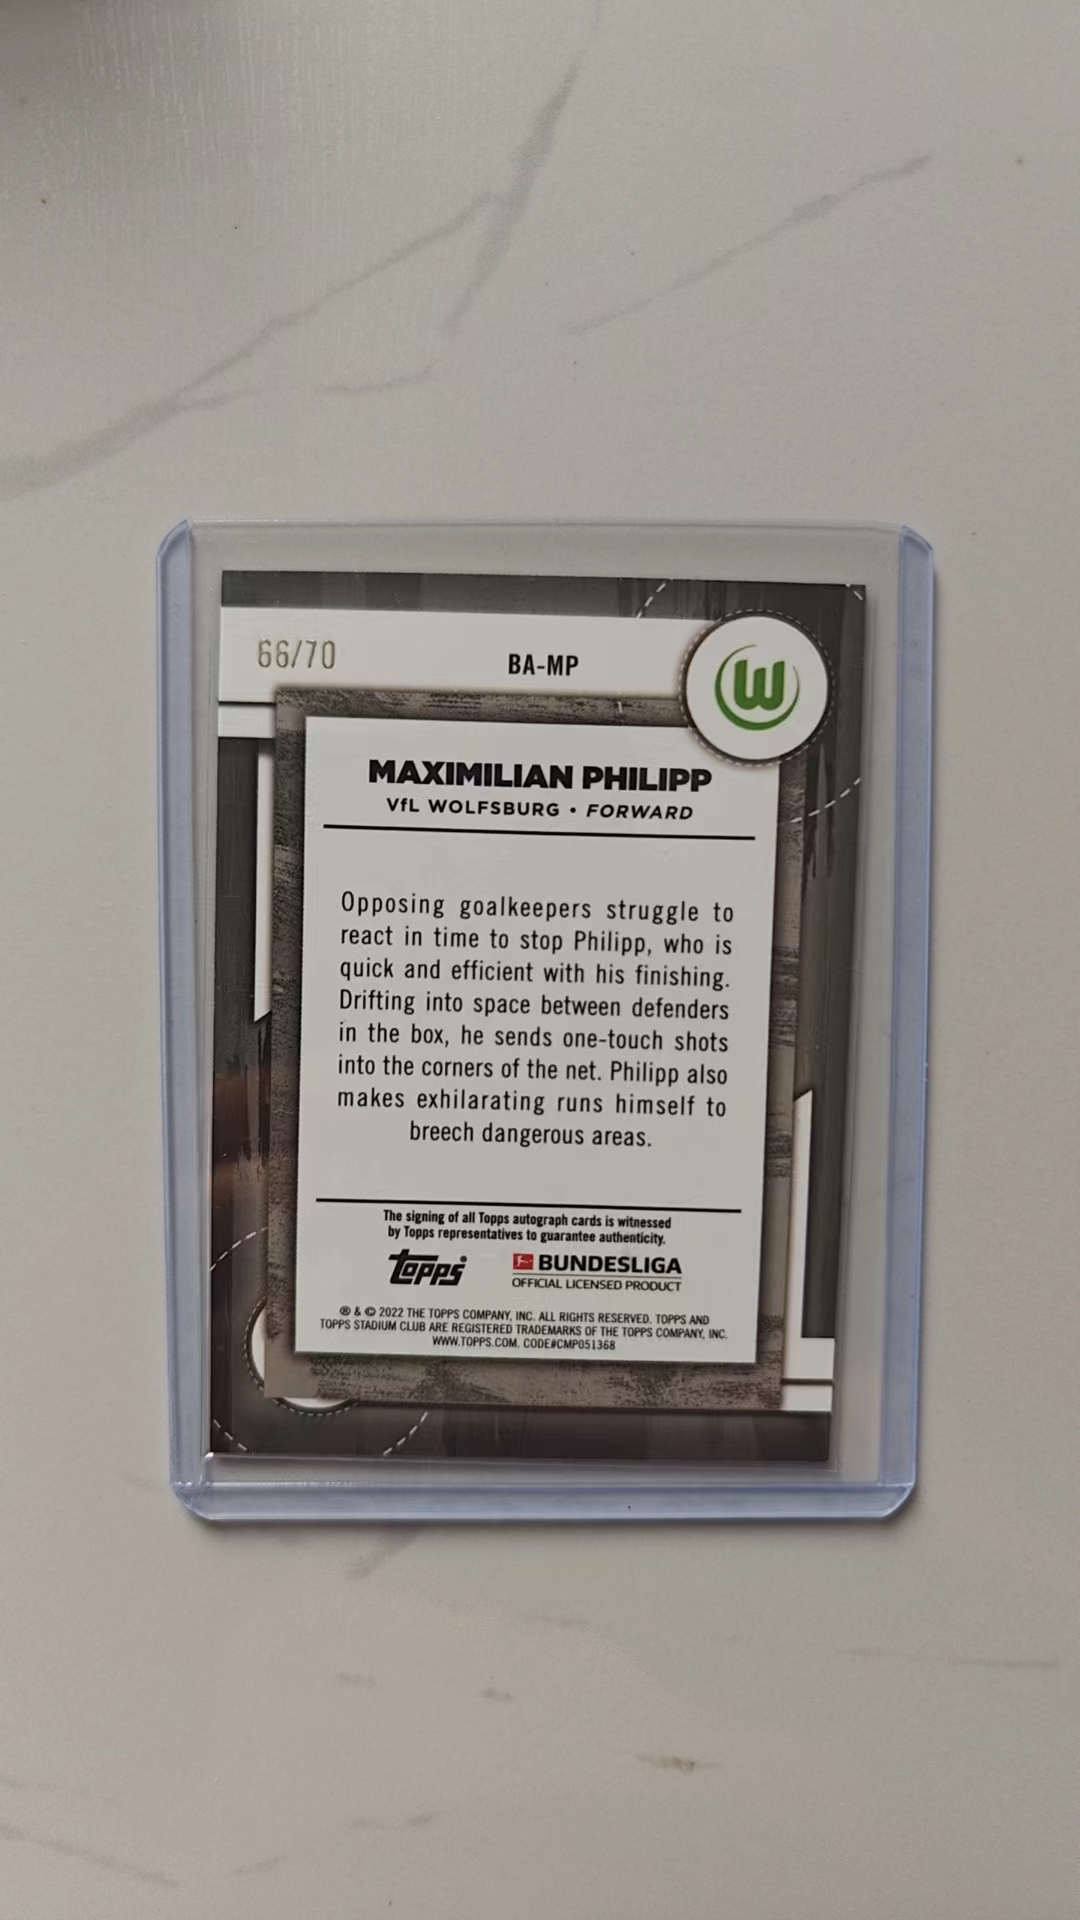 66/70
BA-MP
W
MAXIMILIAN PHILIPP
VfL WOLFSBURG • FORWARD
Opposing goalkeepers struggle to
react in time to stop Philipp, who is
quick and efficient with his finishing.
Drifting into space between defenders
in the box, he sends one-touch shots
into the corners of the net. Philipp also
makes exhilarating runs himself to
breech dangerous areas.
The signing of all Topps autograph cards is witnessed
by Topps representatives to guarantee authenticity.
topps
BUNDESLIGA
OFFICIAL LICENSED PRODUCT
® & © 2022 THE TOPPS COMPANY, INC. ALL RIGHTS RESERVED. TOPPS AND
TOPPS STADIUM CLUB ARE REGISTERED TRADEMARKS OF THE TOPPS COMPANY, INC.
WWW.TOPPS.COM. CODE#CMP051368